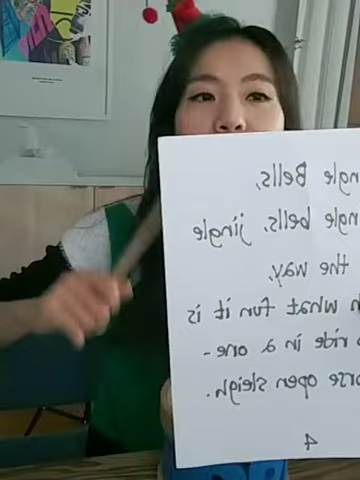 ngle Bells,
ngle bells, jingle
the way,
h what fun it is
o ride in a one-
orse open sleigh.
4